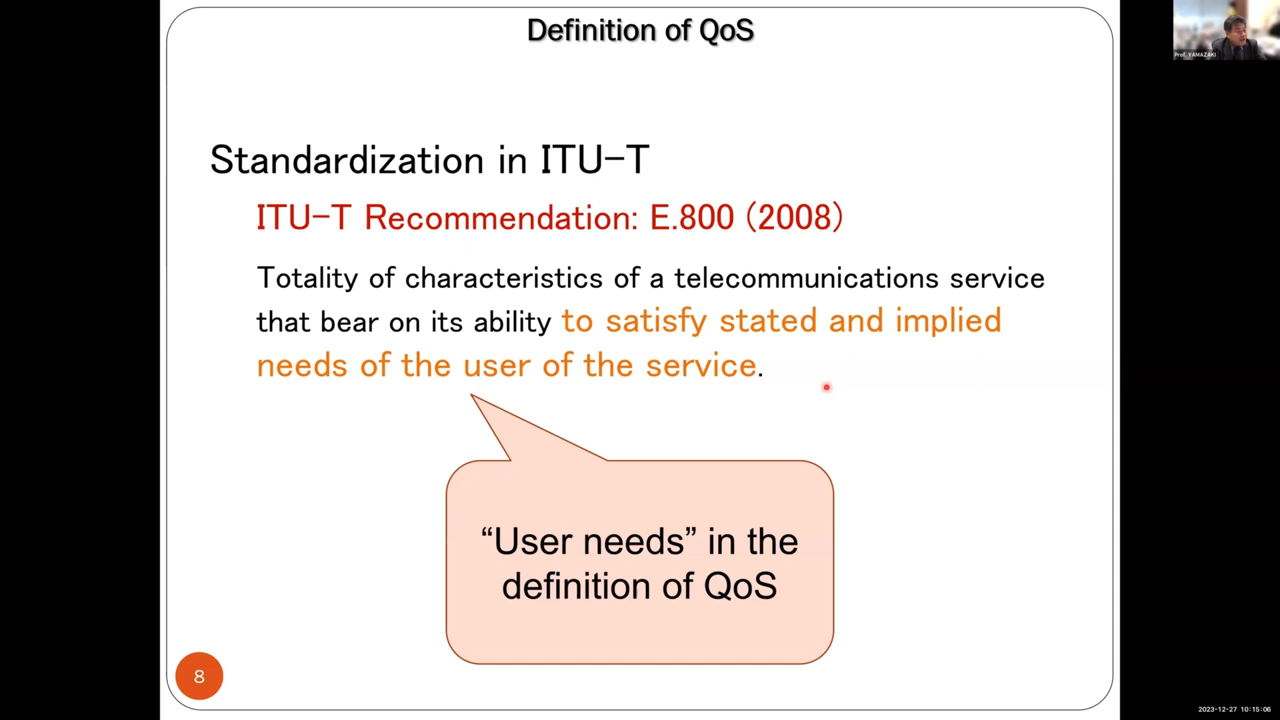 Definition of QoS
Prof. YAMAZAKI
Standardization in ITU-T
ITU-T Recommendation: E.800 (2008)
Totality of characteristics of a telecommunications service
that bear on its ability to satisfy stated and implied
needs of the user of the service.
“User needs” in the
definition of QoS
8
2023-12-27 10:15:06